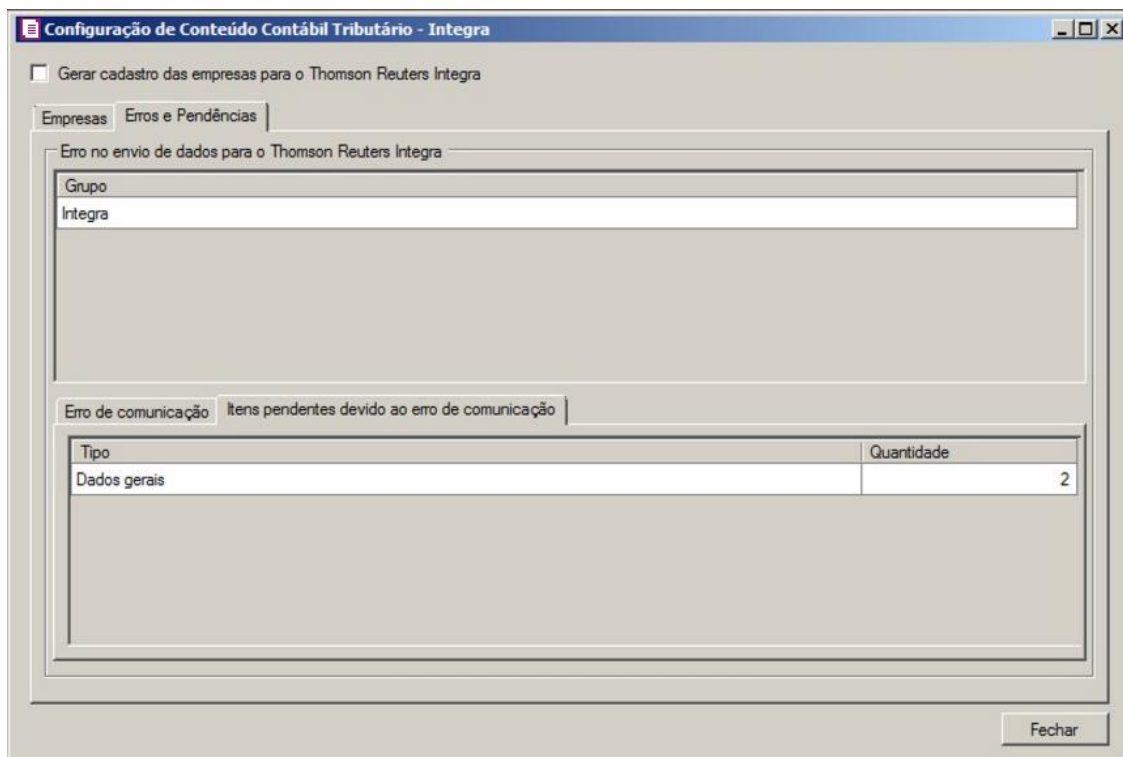 Configuração de Conteúdo Contábil Tributário - Integra
Gerar cadastro das empresas para o Thomson Reuters Integra
Empresas Erros e Pendências
Erro no envio de dados para o Thomson Reuters Integra
Grupo
Integra
Erro de comunicação Itens pendentes devido ao erro de comunicação
Tipo Quantidade
Dados gerais 2
Fechar